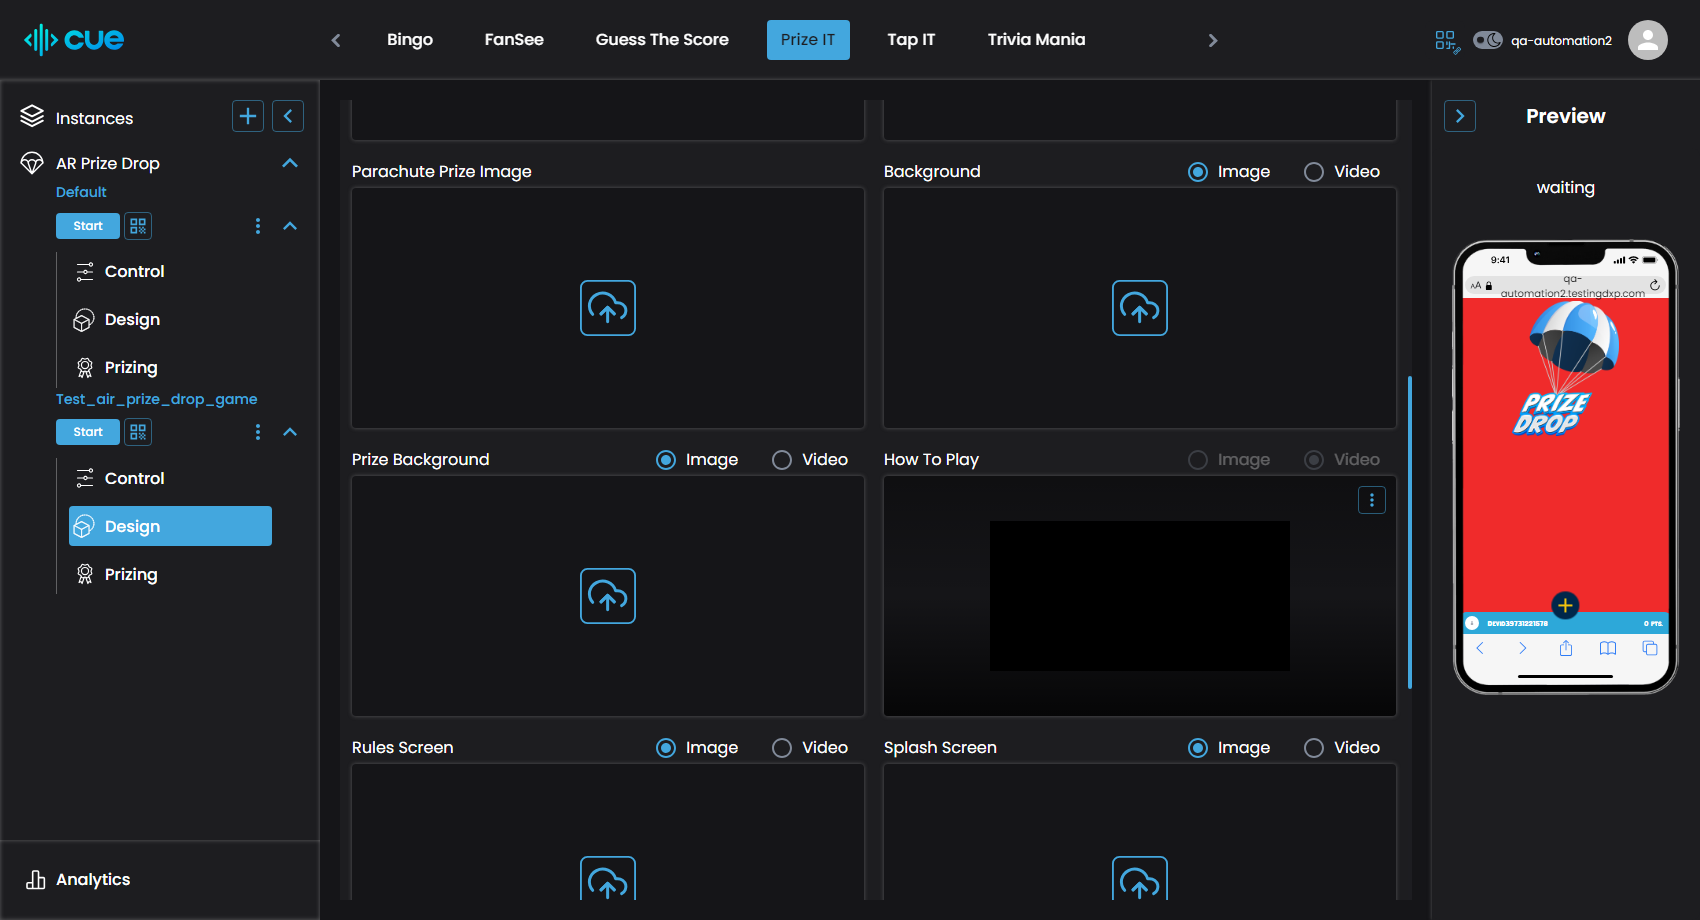 cue
Bingo
FanSee
Guess The Score
Prize IT
Tap IT
Trivia Mania
qa-automation2
Instances
AR Prize Drop
Default
Start
Control
Design
Prizing
Test_air_prize_drop_game
Start
Control
Design
Prizing
Analytics
Parachute Prize Image
Background
Image
Video
Prize Background
Image
Video
How To Play
Image
Video
Rules Screen
Image
Video
Splash Screen
Image
Video
Preview
waiting
9:41
AA
qa-
automation2.testingdxp.com
PRIZE
DROP
DEVID39731221578
0 PTS.